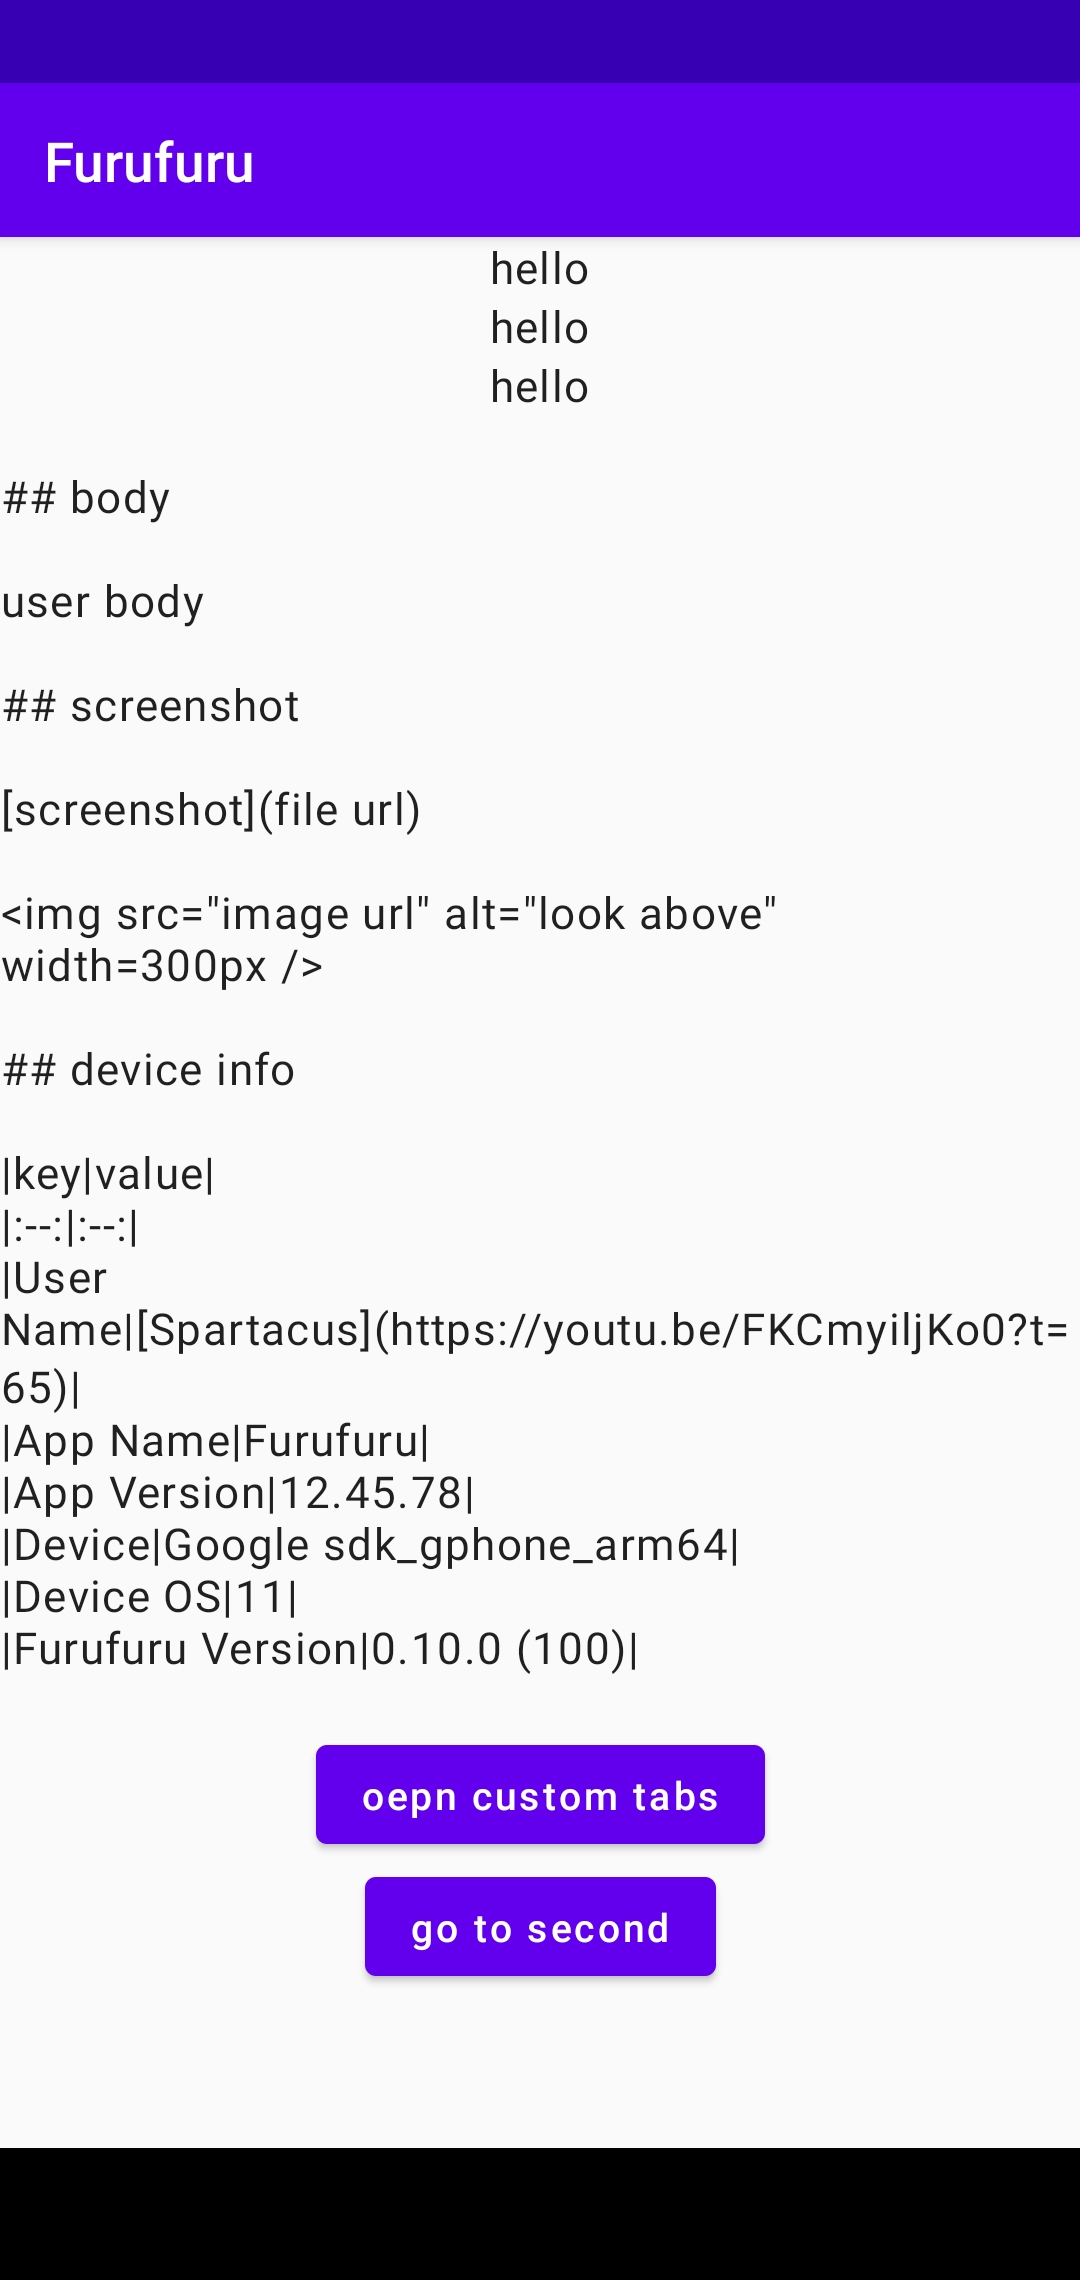 Furufuru
hello
hello
hello
## body
user body
## screenshot
[screenshot](file url)
<img src="image url" alt="look above"
width=300px />
## device info
|key|value|
|:--:|:--:|
|User
Name|[Spartacus](https://youtu.be/FKCmyiljKo0?t=
65)|
|App Name|Furufuru|
|App Version|12.45.78|
|Device|Google sdk_gphone_arm64|
|Device OS|11|
|Furufuru Version|0.10.0 (100)|
oepn custom tabs
go to second